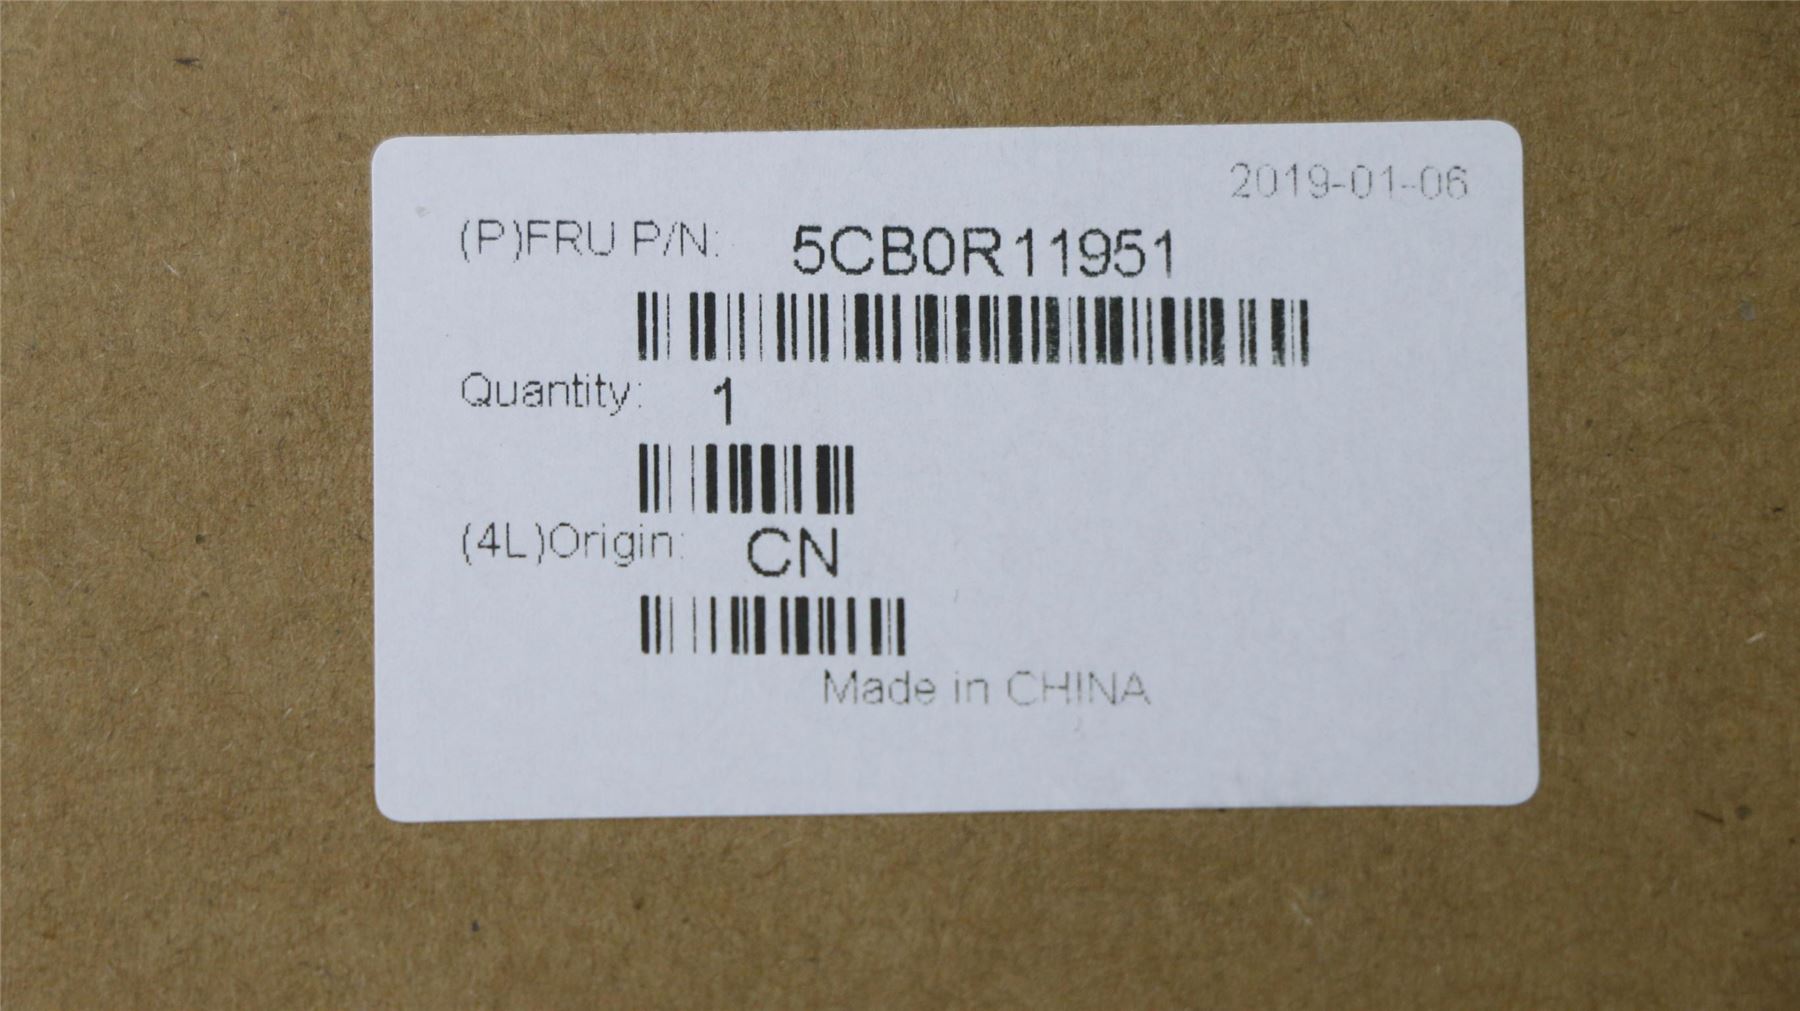 2019-01-06
(P)FRU P/N: 5CB0R11951
Quantity: 1
(4L)Origin: CN
Made in CHINA